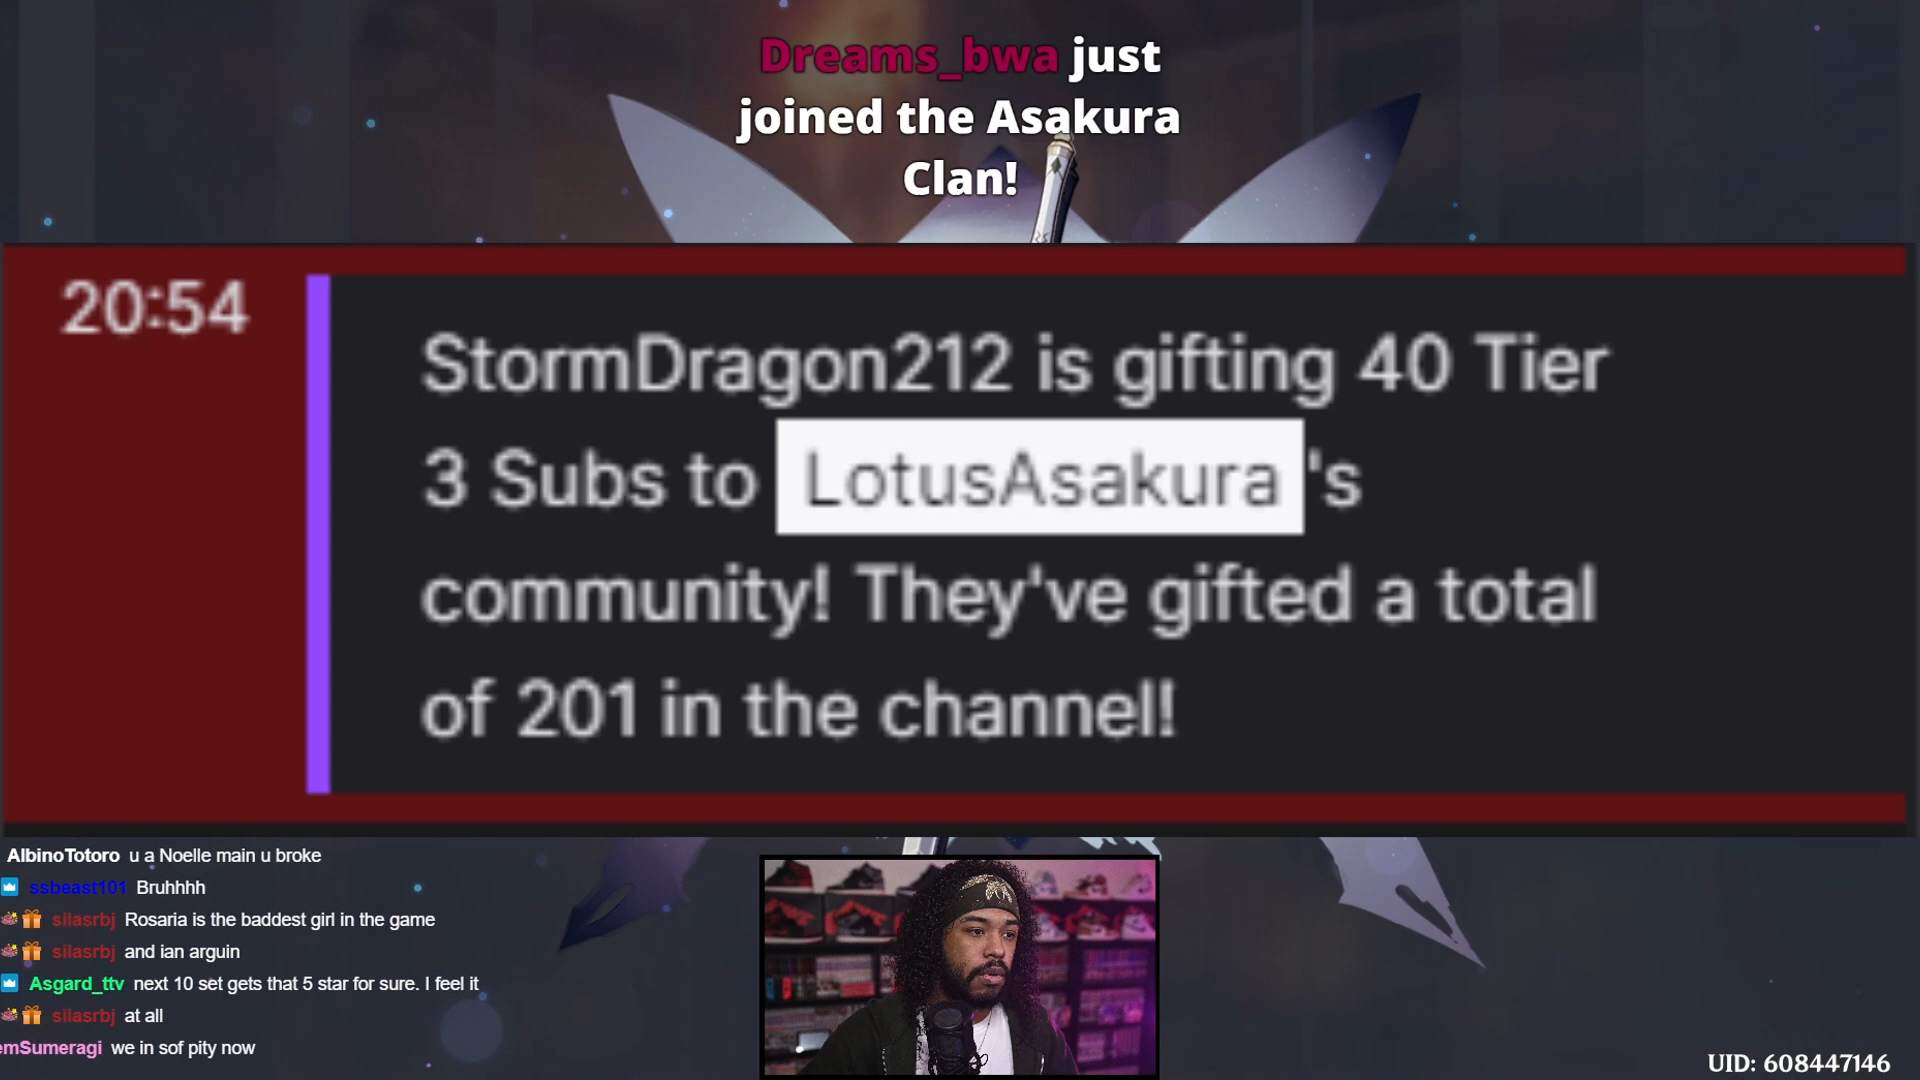 Dreams_bwa just
joined the Asakura
Clan!
20:54
StormDragon212 is gifting 40 Tier
3 Subs to LotusAsakura's
community! They've gifted a total
of 201 in the channel!
AlbinoTotoro u a Noelle main u broke
ssbeast101 Bruhhhh
silasrbj Rosaria is the baddest girl in the game
silasrbj and ian arguin
Asgard_ttv next 10 set gets that 5 star for sure. I feel it
silasrbj at all
emSumeragi we in sof pity now
UID: 608447146